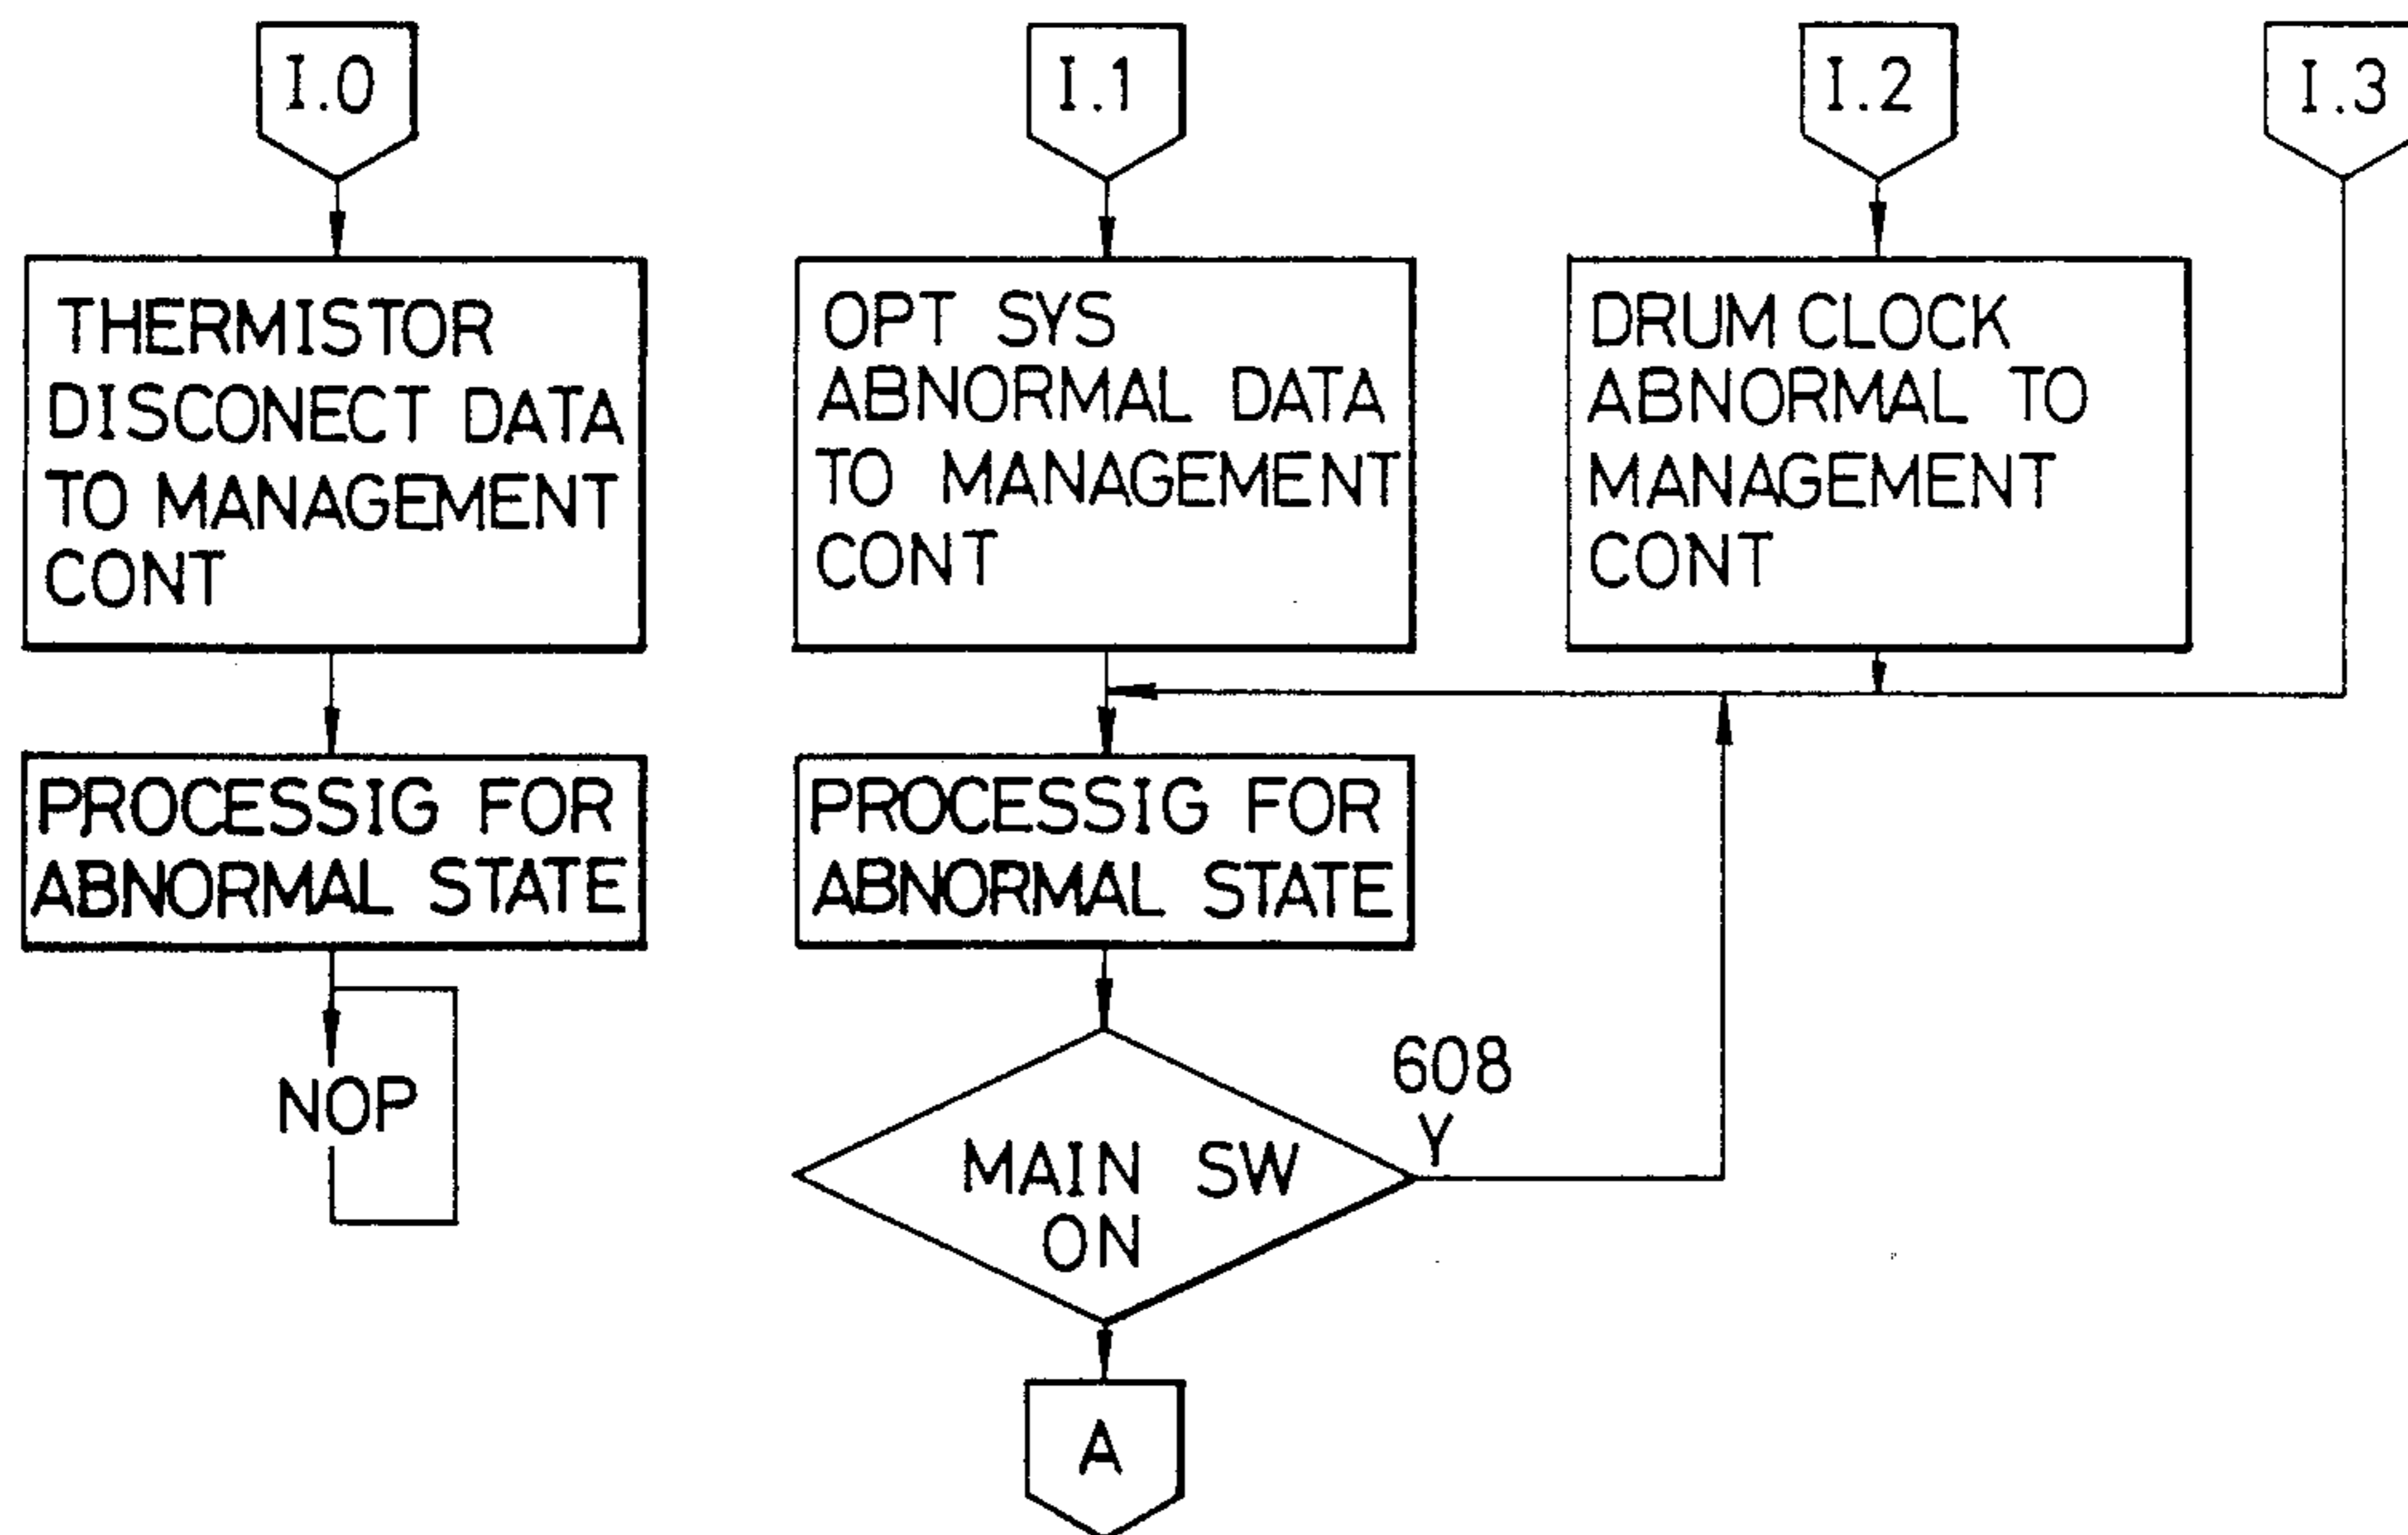 I.0
I.1
I.2
I.3
THERMISTOR
DISCONECT DATA
TO MANAGEMENT
CONT
OPT SYS
ABNORMAL DATA
TO MANAGEMENT
CONT
DRUM CLOCK
ABNORMAL TO
MANAGEMENT
CONT
PROCESSIG FOR
ABNORMAL STATE
PROCESSIG FOR
ABNORMAL STATE
NOP
608
Y
MAIN SW
ON
A